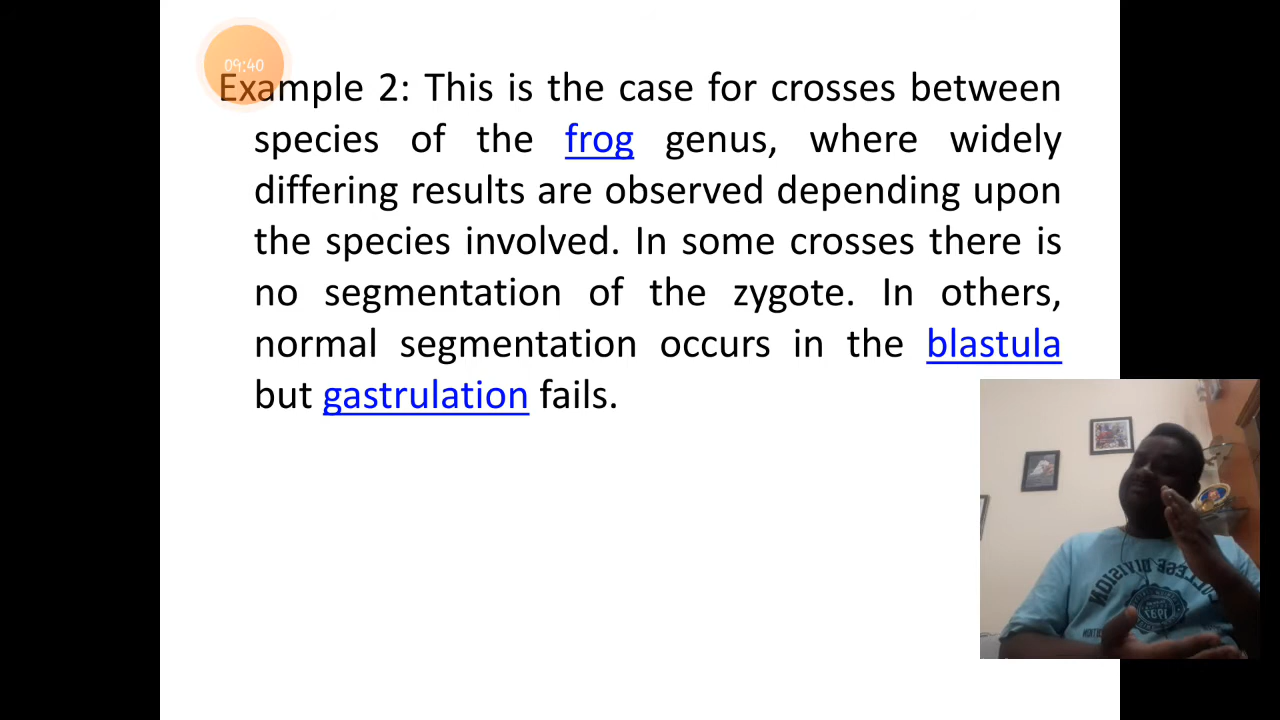 09:40
Example 2: This is the case for crosses between
species of the frog genus, where widely
differing results are observed depending upon
the species involved. In some crosses there is
no segmentation of the zygote. In others,
normal segmentation occurs in the blastula
but gastrulation fails.
COLLEGE DIVISION